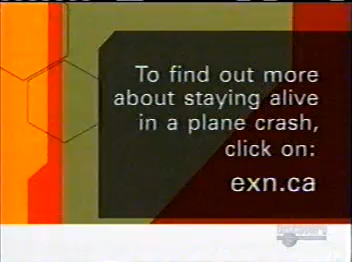 To find out more
about staying alive
in a plane crash,
click on:
exn.ca